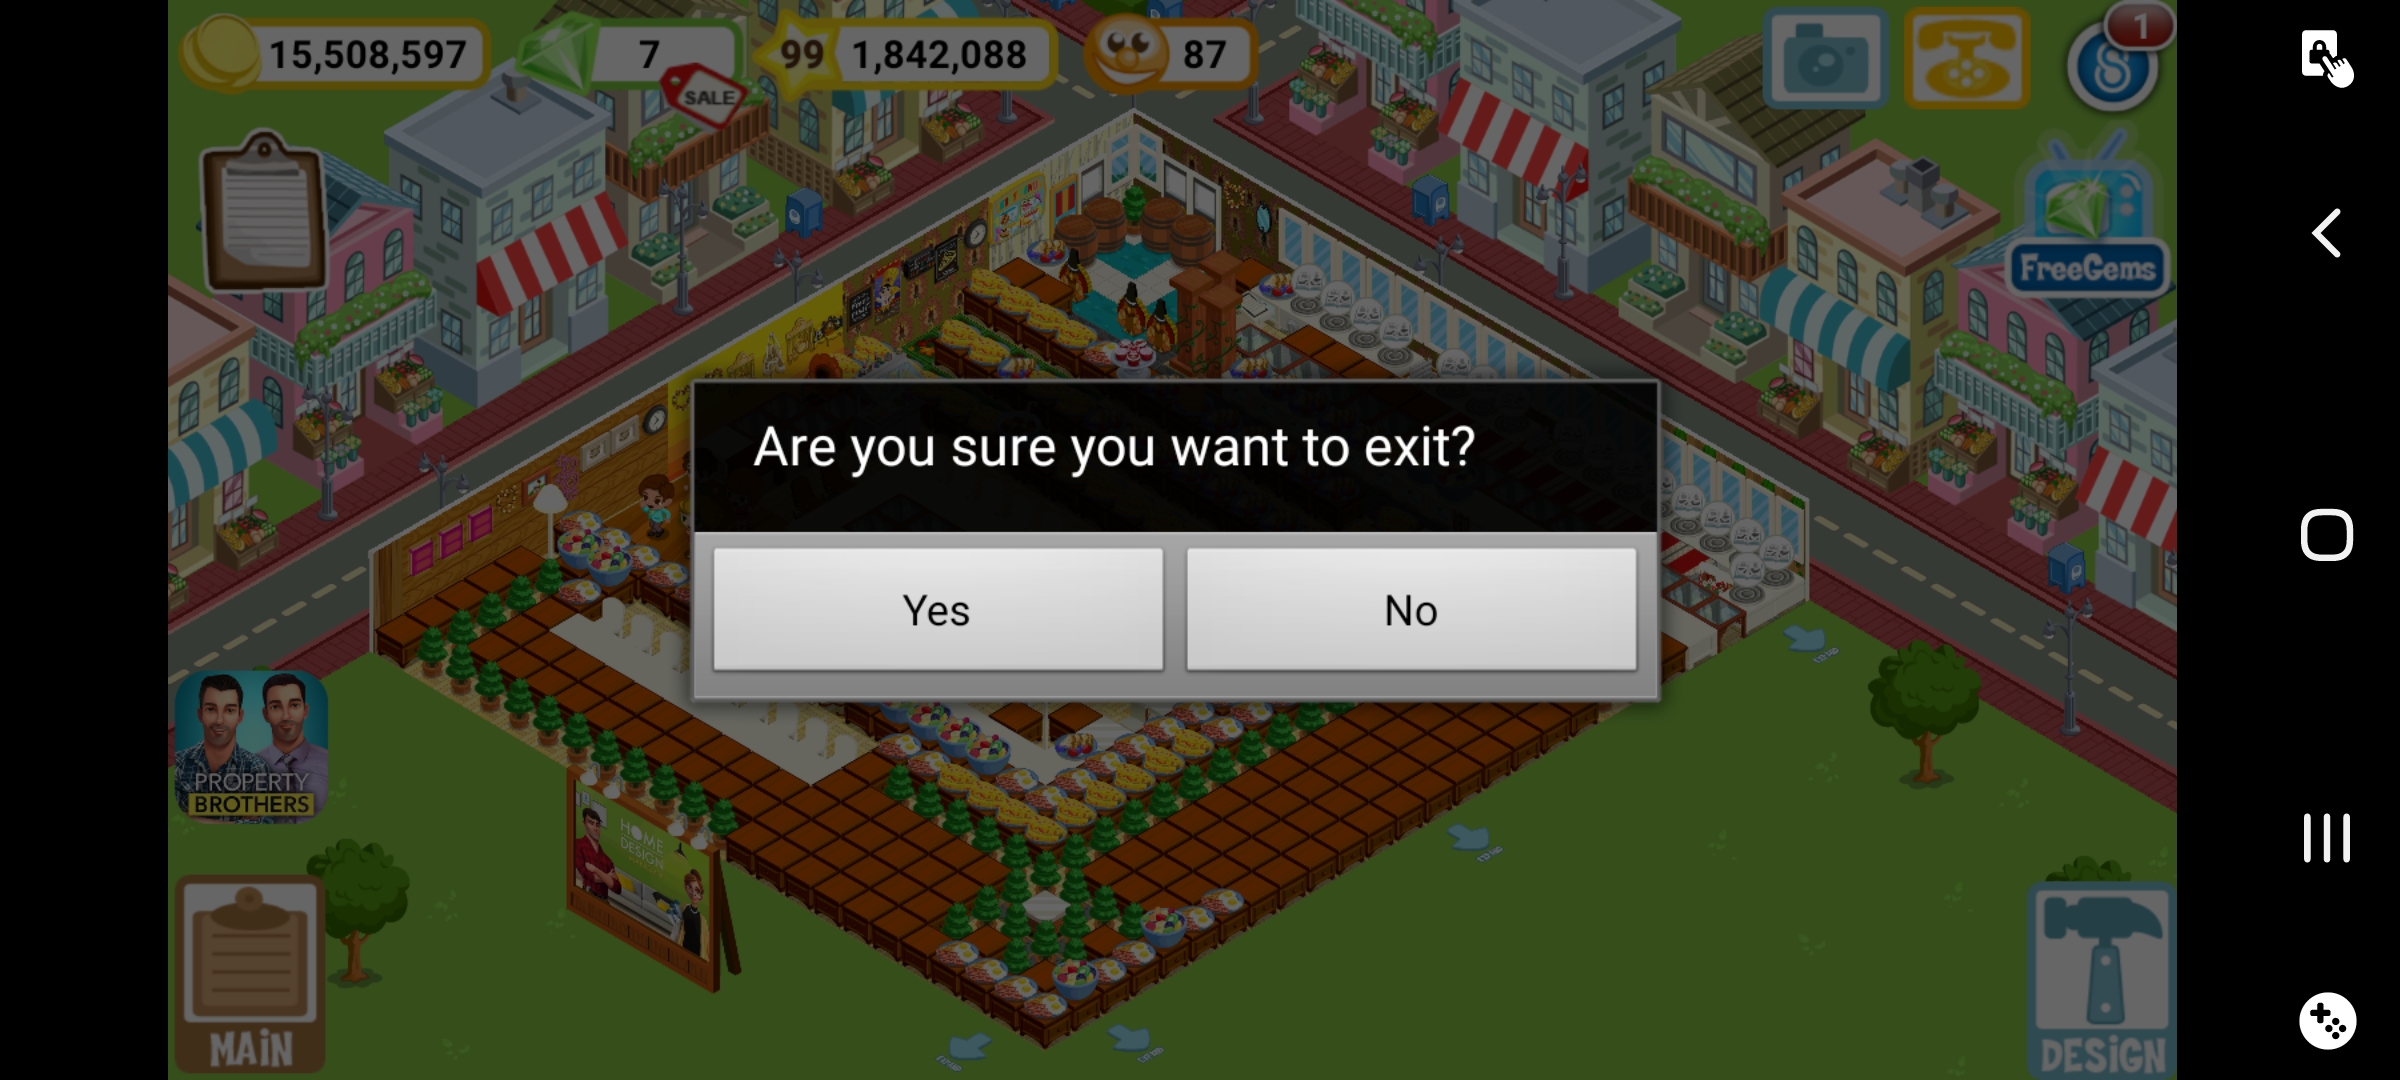 15,508,597
7
SALE
99
1,842,088
87
1
FreeGems
Are you sure you want to exit?
Yes
No
PROPERTY
BROTHERS
HOME
DESIGN
MAIN
DESIGN